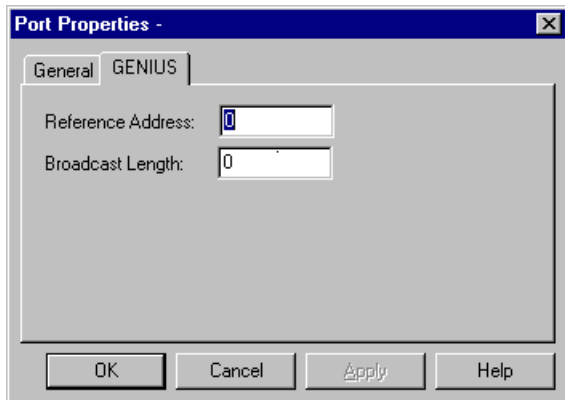 Port Properties -
General GENIUS
Reference Address: 0
Broadcast Length: 0
OK Cancel Apply Help